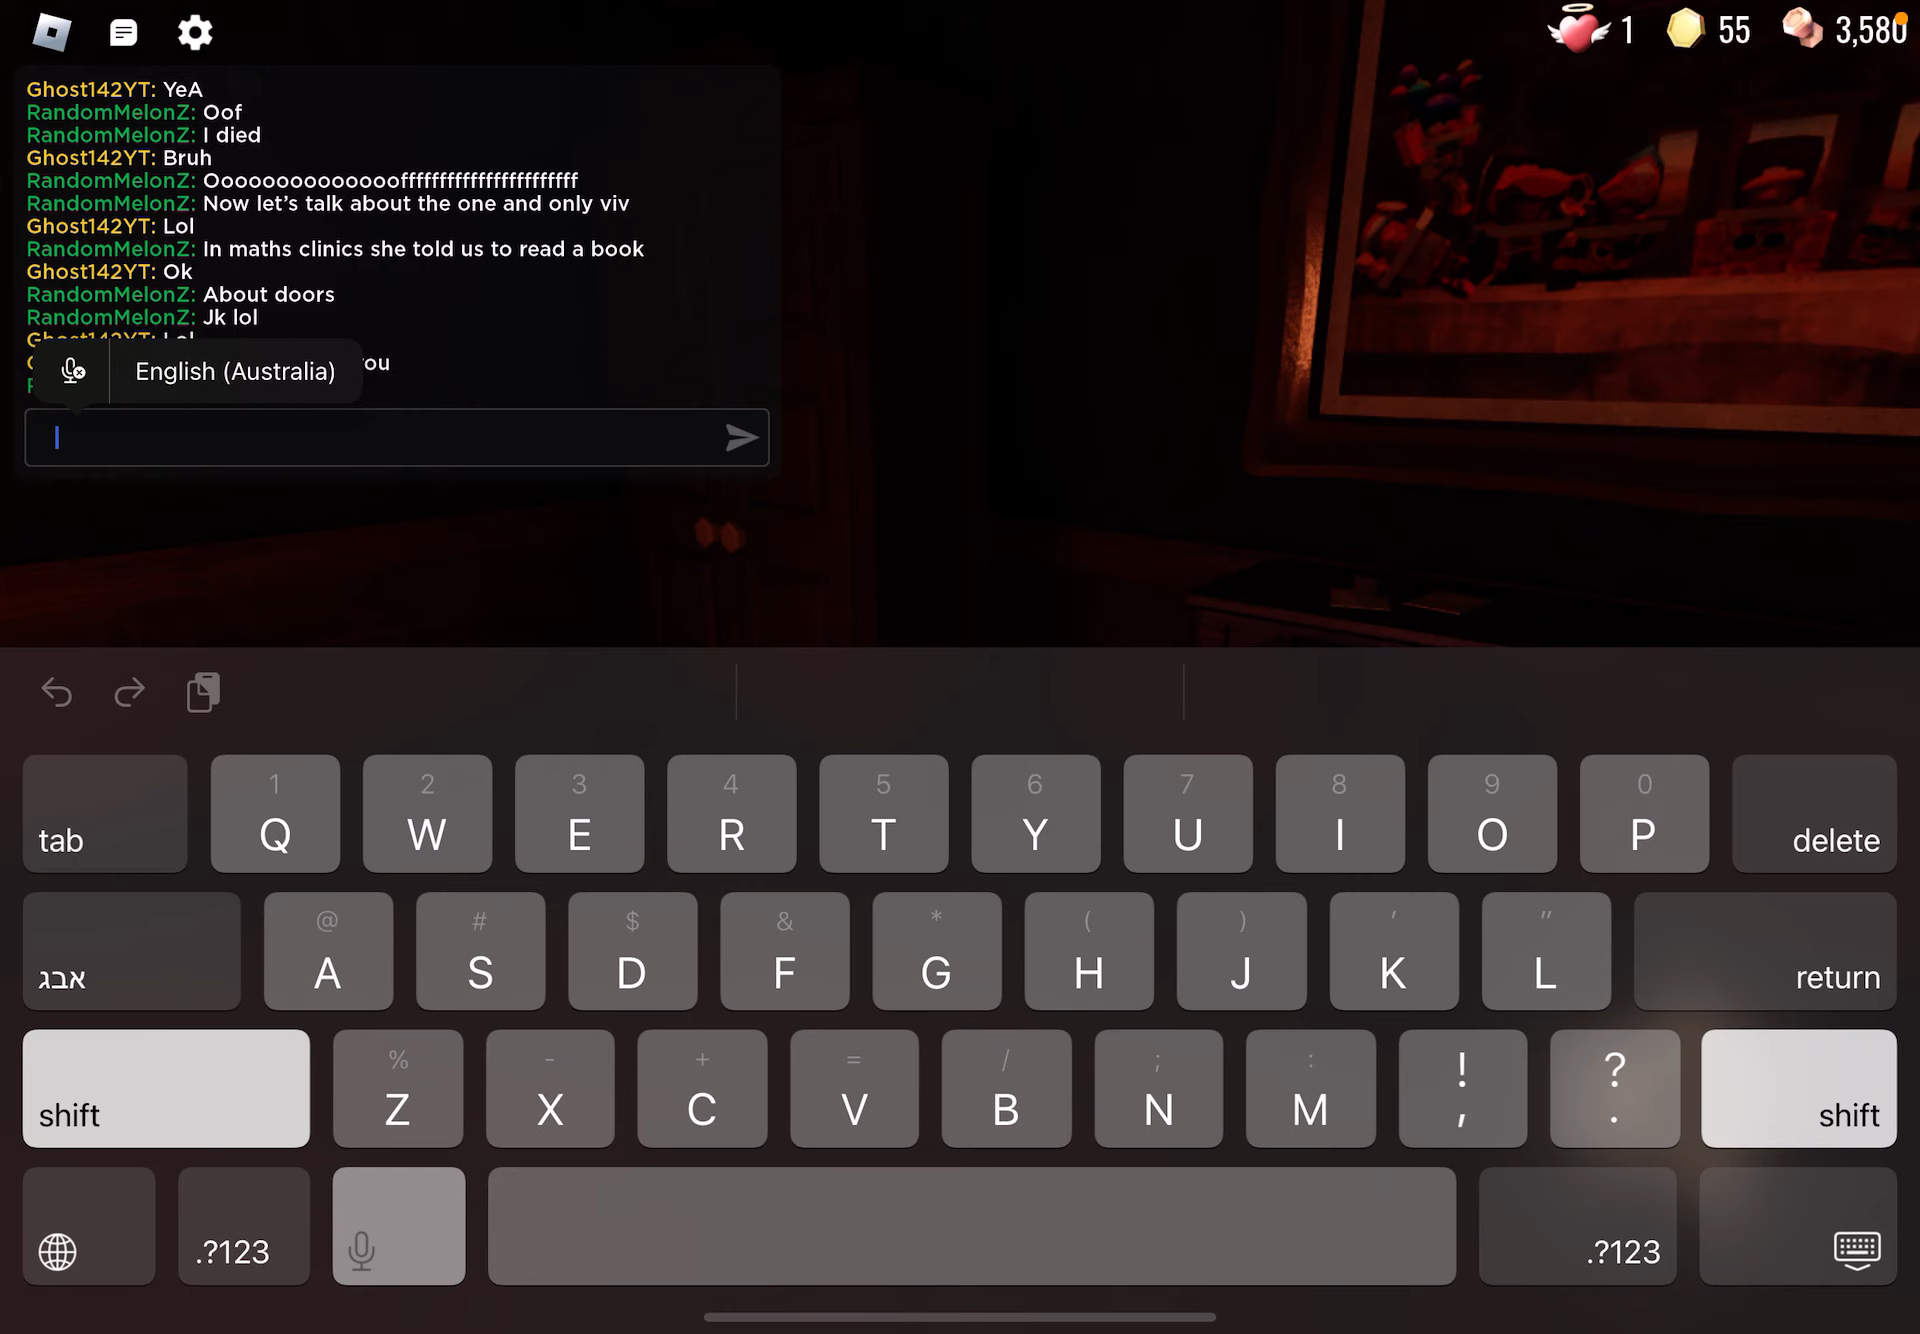 1 55 3,580
Ghost142YT: YeA
RandomMelonZ: Oof
RandomMelonZ: I died
Ghost142YT: Bruh
RandomMelonZ: Oooooooooooooofffffffffffffffffffffff
RandomMelonZ: Now let's talk about the one and only viv
Ghost142YT: Lol
RandomMelonZ: In maths clinics she told us to read a book
Ghost142YT: Ok
RandomMelonZ: About doors
RandomMelonZ: Jk lol
Ghost142YT: Lol
English (Australia)
1 2 3 4 5 6 7 8 9 0
tab Q W E R T Y U I O P delete
@ # $ & * ( ) ' "
אבג A S D F G H J K L return
% - + = / ; : ! ?
shift Z X C V B N M , . shift
.?123 .?123